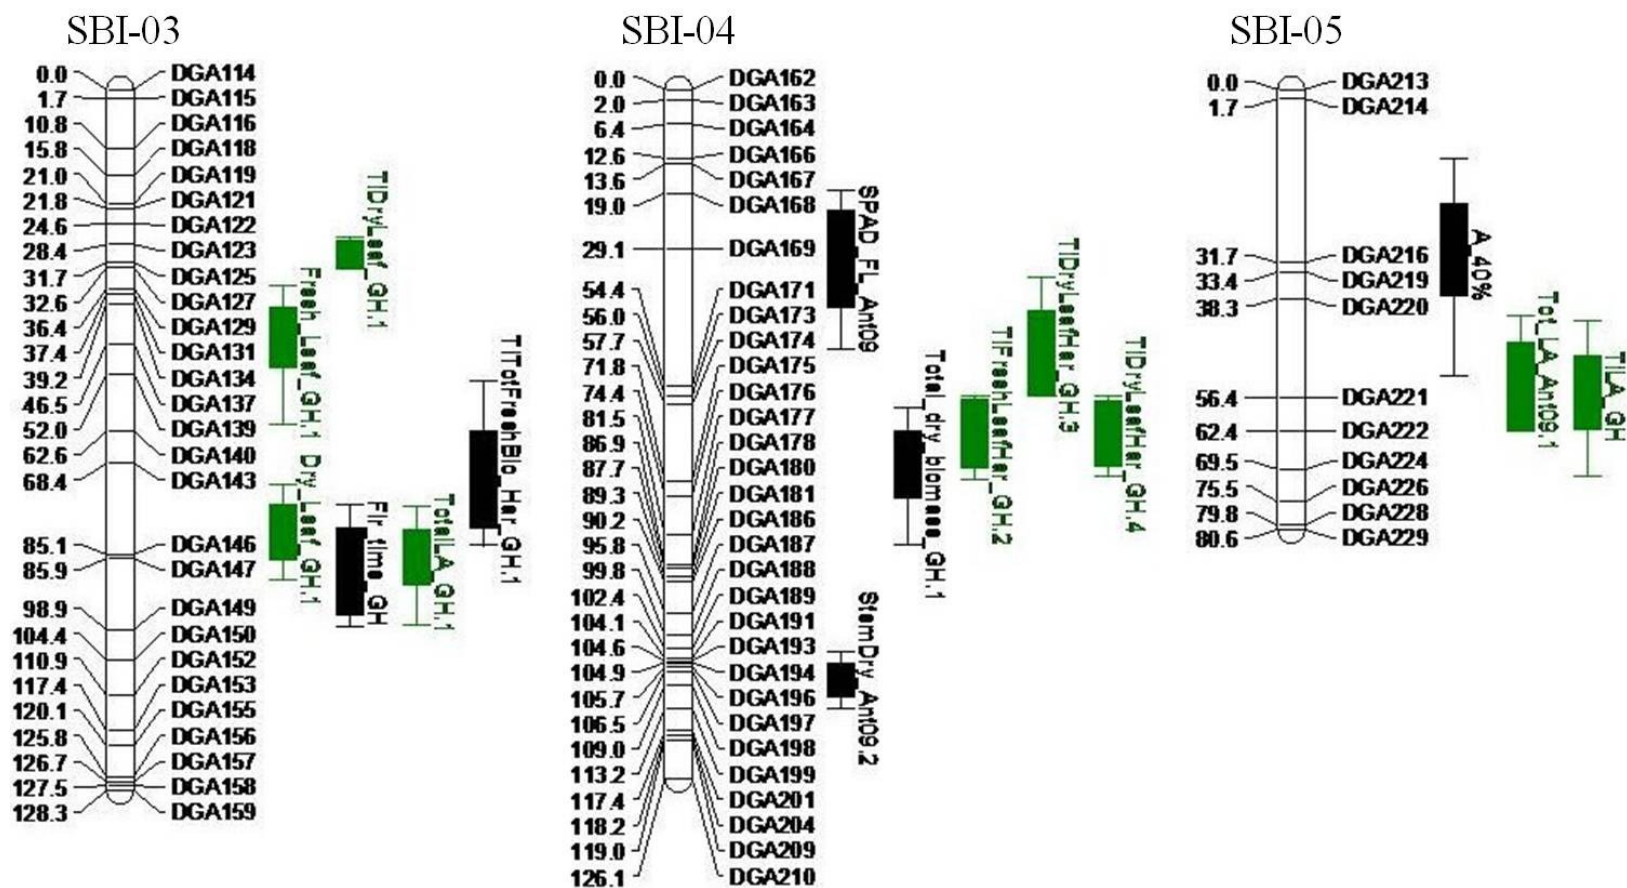 SBI-03
0.0 DGA114
1.7 DGA115
10.8 DGA116
15.8 DGA118
21.0 DGA119
21.8 DGA121
24.6 DGA122
28.4 DGA123
31.7 DGA125
32.6 DGA127
36.4 DGA129
37.4 DGA131
39.2 DGA134
46.5 DGA137
52.0 DGA139
62.6 DGA140
68.4 DGA143
85.1 DGA146
85.9 DGA147
98.9 DGA149
104.4 DGA150
110.9 DGA152
117.4 DGA153
120.1 DGA155
125.8 DGA156
126.7 DGA157
127.5 DGA158
128.3 DGA159
Fresh_Leaf_GH.1
Dry_Leaf_GH.1
TlDryLeaf_GH.1
Flr_time_GH
TotalLA_GH.1
TlTotFreshBio_Har_GH.1
SBI-04
0.0 DGA162
2.0 DGA163
6.4 DGA164
12.6 DGA166
13.6 DGA167
19.0 DGA168
29.1 DGA169
54.4 DGA171
56.0 DGA173
57.7 DGA174
71.8 DGA175
74.4 DGA176
81.5 DGA177
86.9 DGA178
87.7 DGA180
89.3 DGA181
90.2 DGA186
95.8 DGA187
99.8 DGA188
102.4 DGA189
104.1 DGA191
104.6 DGA193
104.9 DGA194
105.7 DGA196
106.5 DGA197
109.0 DGA198
113.2 DGA199
117.4 DGA201
118.2 DGA204
119.0 DGA209
126.1 DGA210
SPAD_FL_Ant09
StemDry_Ant09.2
Total_dry_biomass_GH.1
TlFreshLeafHar_GH.2
TlDryLeafHar_GH.3
TlDryLeafHar_GH.4
SBI-05
0.0 DGA213
1.7 DGA214
31.7 DGA216
33.4 DGA219
38.3 DGA220
56.4 DGA221
62.4 DGA222
69.5 DGA224
75.5 DGA226
79.8 DGA228
80.6 DGA229
A_40%
Tot_LA_Ant09.1
TlLA_GH